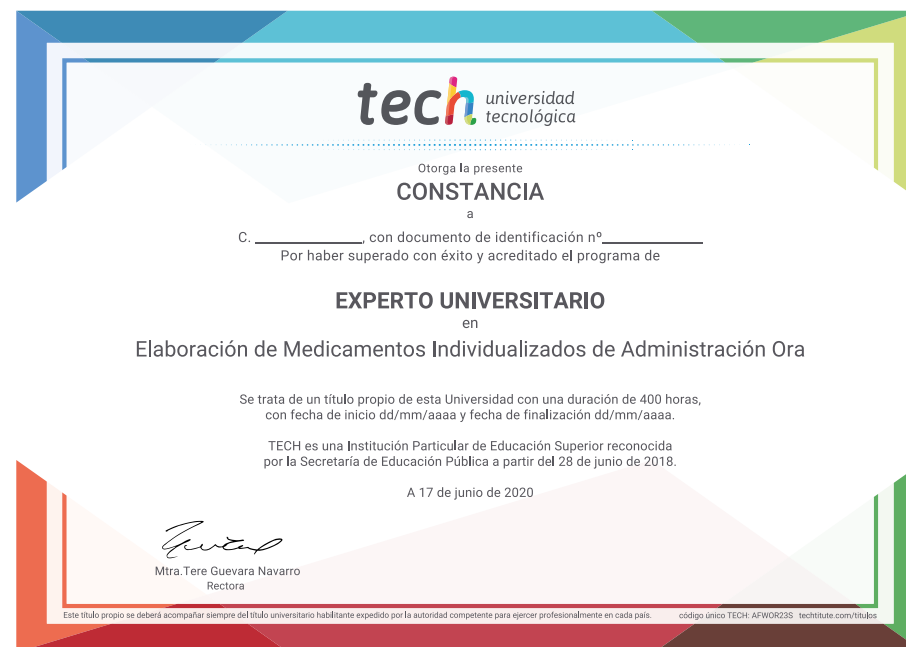 tech universidad
tecnológica
Otorga la presente
CONSTANCIA
a
C. ____________, con documento de identificación nº____________
Por haber superado con éxito y acreditado el programa de
EXPERTO UNIVERSITARIO
en
Elaboración de Medicamentos Individualizados de Administración Ora
Se trata de un título propio de esta Universidad con una duración de 400 horas,
con fecha de inicio dd/mm/aaaa y fecha de finalización dd/mm/aaaa.
TECH es una Institución Particular de Educación Superior reconocida
por la Secretaría de Educación Pública a partir del 28 de junio de 2018.
A 17 de junio de 2020
Mtra.Tere Guevara Navarro
Rectora
Este título propio se deberá acompañar siempre del título universitario habilitante expedido por la autoridad competente para ejercer profesionalmente en cada país. código único TECH: AFWOR23S techtitute.com/titulos